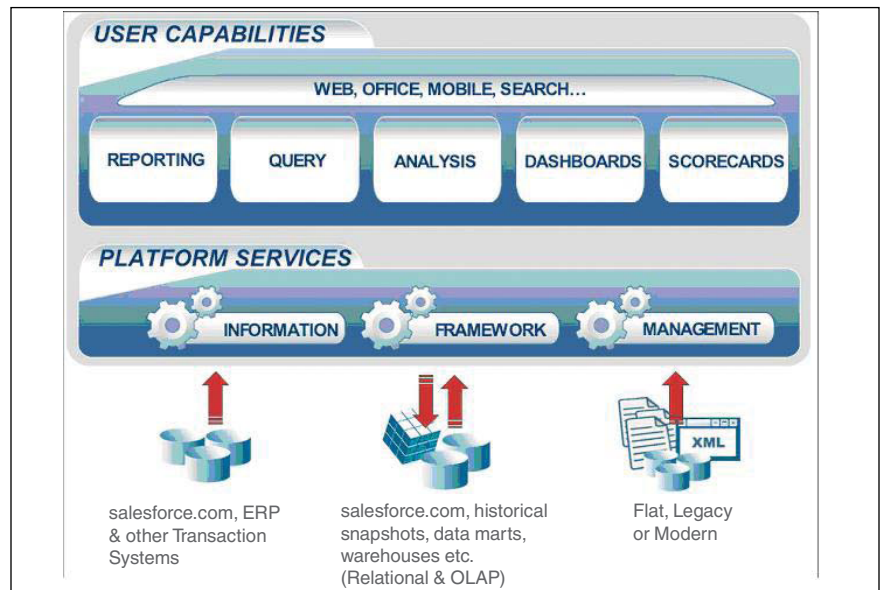 USER CAPABILITIES
WEB, OFFICE, MOBILE, SEARCH...
REPORTING
QUERY
ANALYSIS
DASHBOARDS
SCORECARDS
PLATFORM SERVICES
INFORMATION
FRAMEWORK
MANAGEMENT
XML
salesforce.com, ERP
& other Transaction
Systems
salesforce.com, historical
snapshots, data marts,
warehouses etc.
(Relational & OLAP)
Flat, Legacy
or Modern